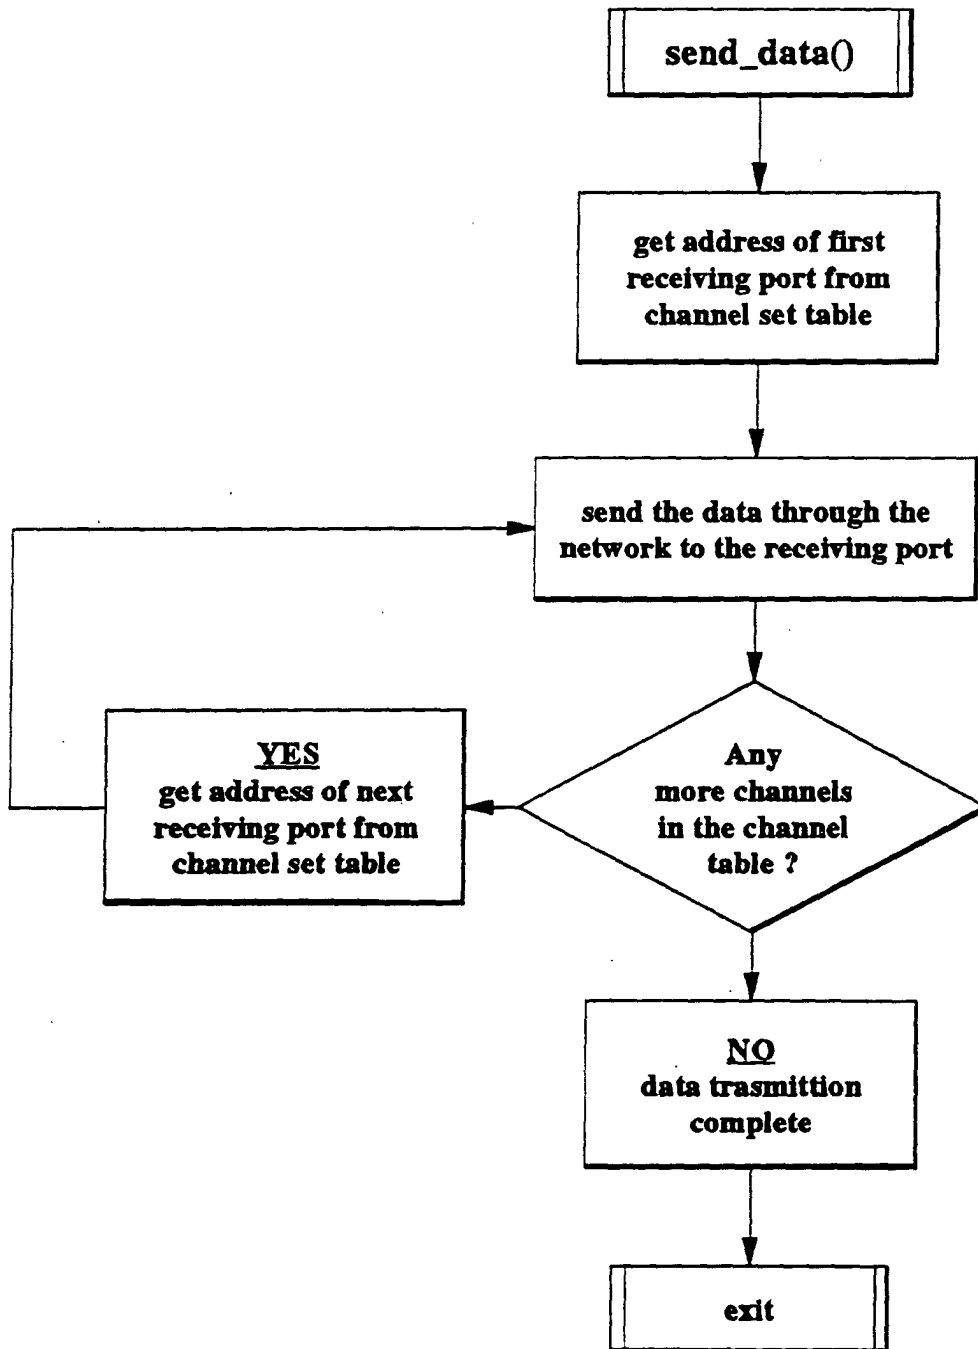 send_data()
get address of first
receiving port from
channel set table
send the data through the
network to the receiving port
Any
more channels
in the channel
table ?
YES
get address of next
receiving port from
channel set table
NO
data trasmittion
complete
exit